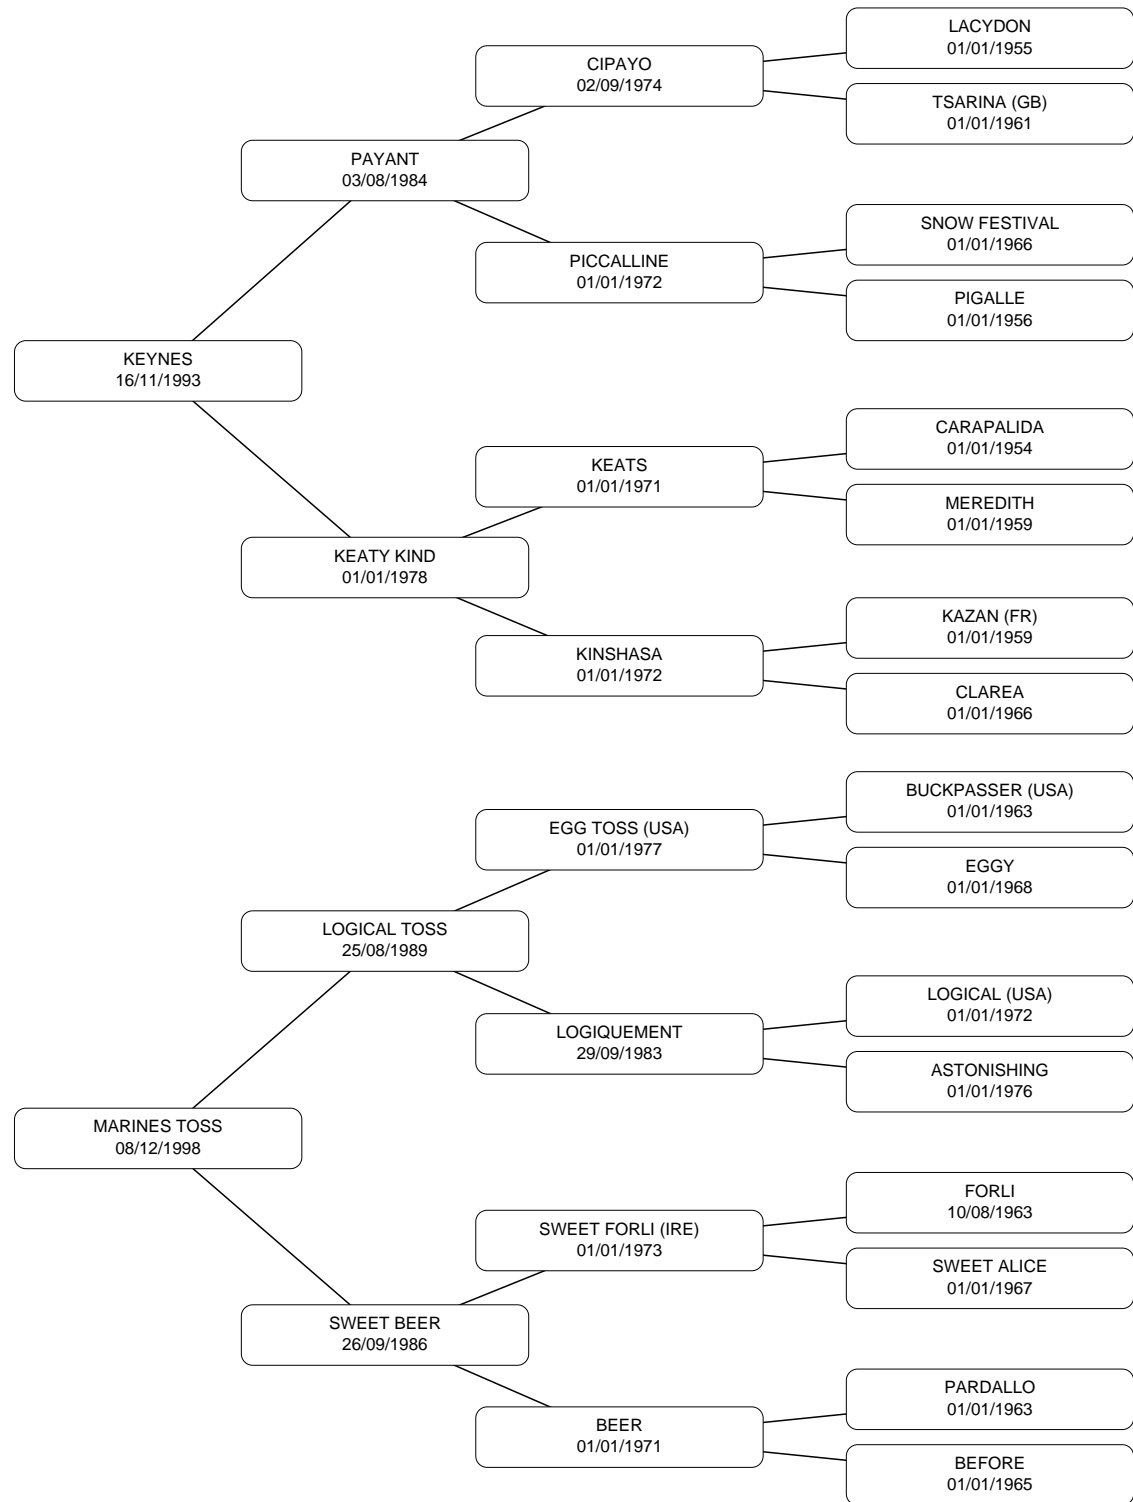 LACYDON
01/01/1955
CIPAYO
02/09/1974
TSARINA (GB)
01/01/1961
PAYANT
03/08/1984
SNOW FESTIVAL
01/01/1966
PICCALLINE
01/01/1972
PIGALLE
01/01/1956
KEYNES
16/11/1993
CARAPALIDA
01/01/1954
KEATS
01/01/1971
MEREDITH
01/01/1959
KEATY KIND
01/01/1978
KAZAN (FR)
01/01/1959
KINSHASA
01/01/1972
CLAREA
01/01/1966
BUCKPASSER (USA)
01/01/1963
EGG TOSS (USA)
01/01/1977
EGGY
01/01/1968
LOGICAL TOSS
25/08/1989
LOGICAL (USA)
01/01/1972
LOGIQUEMENT
29/09/1983
ASTONISHING
01/01/1976
MARINES TOSS
08/12/1998
FORLI
10/08/1963
SWEET FORLI (IRE)
01/01/1973
SWEET ALICE
01/01/1967
SWEET BEER
26/09/1986
PARDALLO
01/01/1963
BEER
01/01/1971
BEFORE
01/01/1965